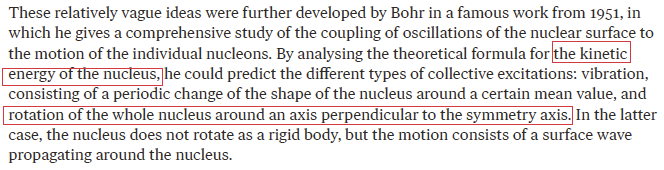 These relatively vague ideas were further developed by Bohr in a famous work from 1951, in
which he gives a comprehensive study of the coupling of oscillations of the nuclear surface to
the motion of the individual nucleons. By analysing the theoretical formula for the kinetic
energy of the nucleus, he could predict the different types of collective excitations: vibration,
consisting of a periodic change of the shape of the nucleus around a certain mean value, and
rotation of the whole nucleus around an axis perpendicular to the symmetry axis. In the latter
case, the nucleus does not rotate as a rigid body, but the motion consists of a surface wave
propagating around the nucleus.